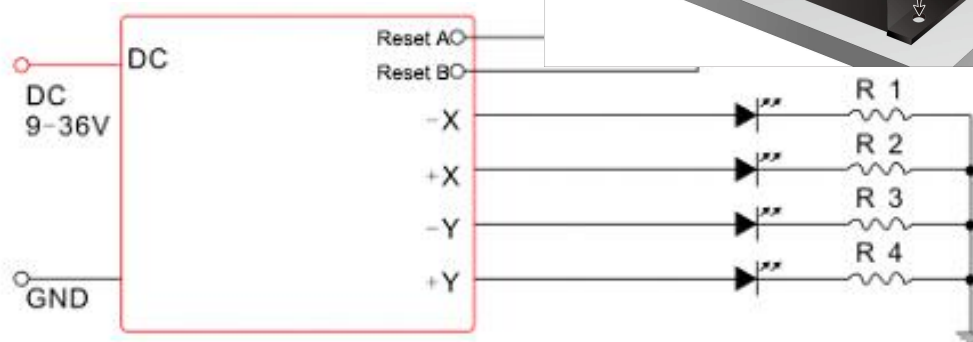 Reset A
DC
Reset B
DC
9-36V
-X
R 1
+X
R 2
-Y
R 3
+Y
R 4
GND